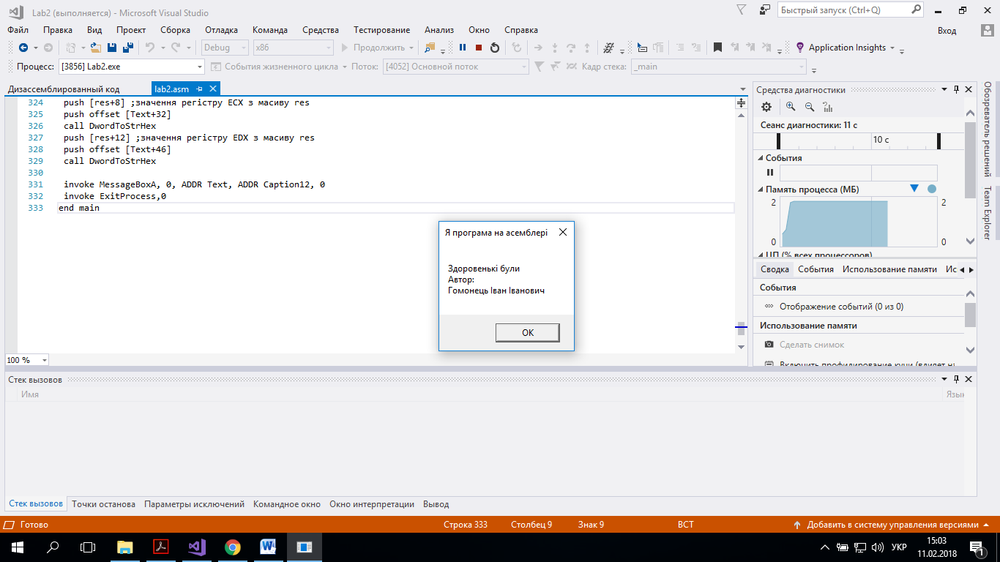 Lab2 (выполняется) - Microsoft Visual Studio
Быстрый запуск (Ctrl+Q)
Файл Правка Вид Проект Сборка Отладка Команда Средства Тестирование Анализ Окно Справка Вход
Debug x86 Продолжить Application Insights
Процесс: [3856] Lab2.exe События жизненного цикла Поток: [4052] Основной поток Кадр стека: _main
Дизассемблированный код lab2.asm
324 push [res+8] ;значення регістру ECX з масиву res
325 push offset [Text+32]
326 call DwordToStrHex
327 push [res+12] ;значення регістру EDX з масиву res
328 push offset [Text+46]
329 call DwordToStrHex
330
331 invoke MessageBoxA, 0, ADDR Text, ADDR Caption12, 0
332 invoke ExitProcess,0
333 end main
100 %
Я програма на асемблері
Здоровенькі були
Автор:
Гомонець Іван Іванович
OK
Средства диагностики
Сеанс диагностики: 11 с
10 с
События
Память процесса (МБ)
2 2
0 0
ЦП (% всех процессоров)
Сводка События Использование памяти Ис
События
Отображение событий (0 из 0)
Использование памяти
Сделать снимок
Включить профилирование кучи (влияет на
Обозреватель решений
Team Explorer
Стек вызовов
Имя Язык
Стек вызовов Точки останова Параметры исключений Командное окно Окно интерпретации Вывод
Готово Строка 333 Столбец 9 Знак 9 ВСТ Добавить в систему управления версиями
УКР
15:03
11.02.2018
1